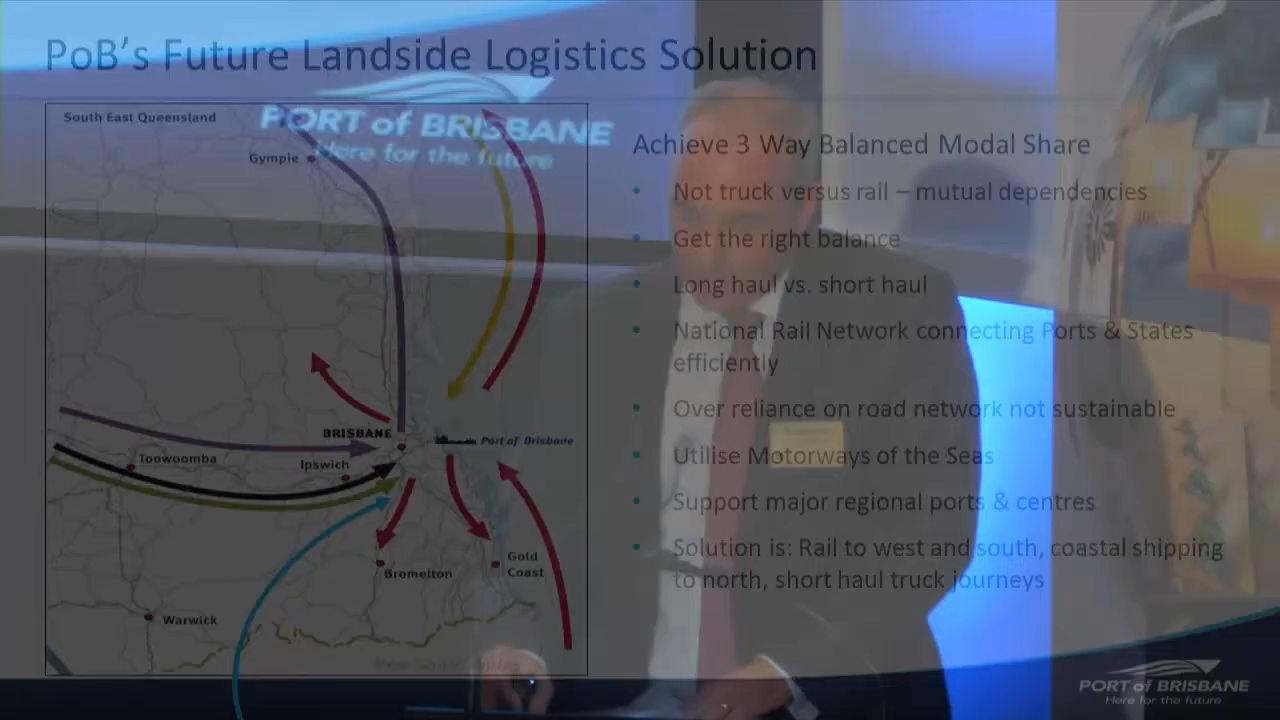 PoB's Future Landside Logistics Solution
South East Queensland
PORT of BRISBANE
Here for the future
Gympie
Achieve 3 Way Balanced Modal Share
• Not truck versus rail – mutual dependencies
• Get the right balance
• Long haul vs. short haul
• National Rail Network connecting Ports & States
efficiently
• Over reliance on road network not sustainable
• Utilise Motorways of the Seas
• Support major regional ports & centres
• Solution is: Rail to west and south, coastal shipping
to north, short haul truck journeys
BRISBANE
Port of Brisbane
Toowoomba
Ipswich
Gold
Coast
Bromelton
Warwick
PORT of BRISBANE
Here for the future